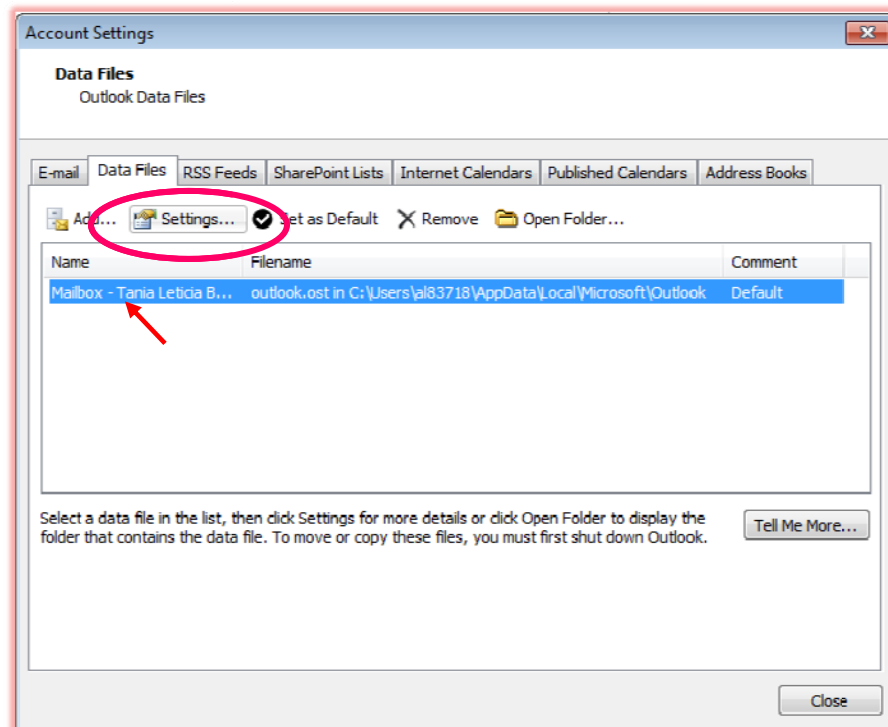 Account Settings
Data Files
Outlook Data Files
E-mail Data Files RSS Feeds SharePoint Lists Internet Calendars Published Calendars Address Books
Add... Settings... Set as Default Remove Open Folder...
Name Filename Comment
Mailbox - Tania Leticia B... outlook.ost in C:\Users\al83718\AppData\Local\Microsoft\Outlook Default
Select a data file in the list, then click Settings for more details or click Open Folder to display the
folder that contains the data file. To move or copy these files, you must first shut down Outlook.
Tell Me More...
Close